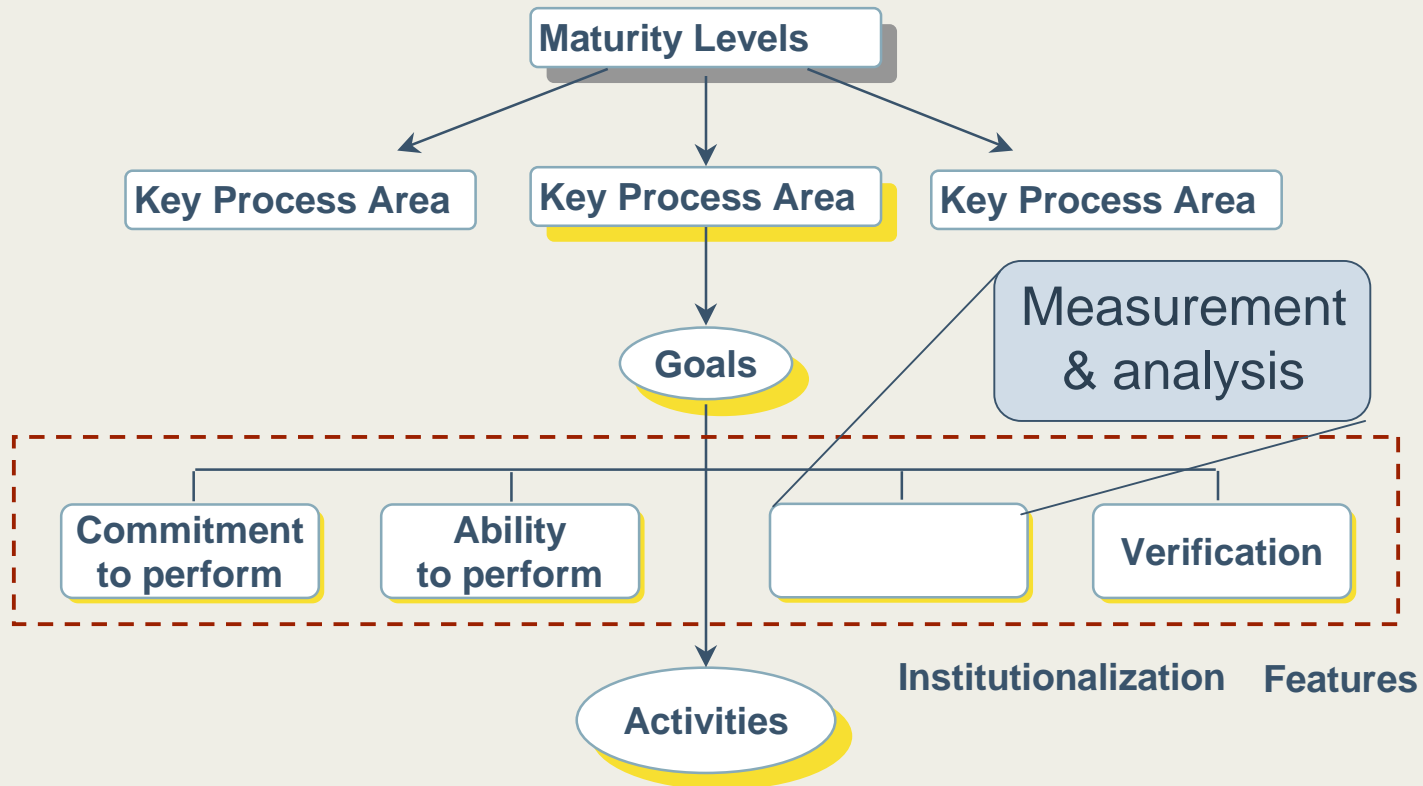 Maturity Levels
Key Process Area
Key Process Area
Key Process Area
Measurement
& analysis
Goals
Commitment
to perform
Ability
to perform
Verification
Institutionalization Features
Activities